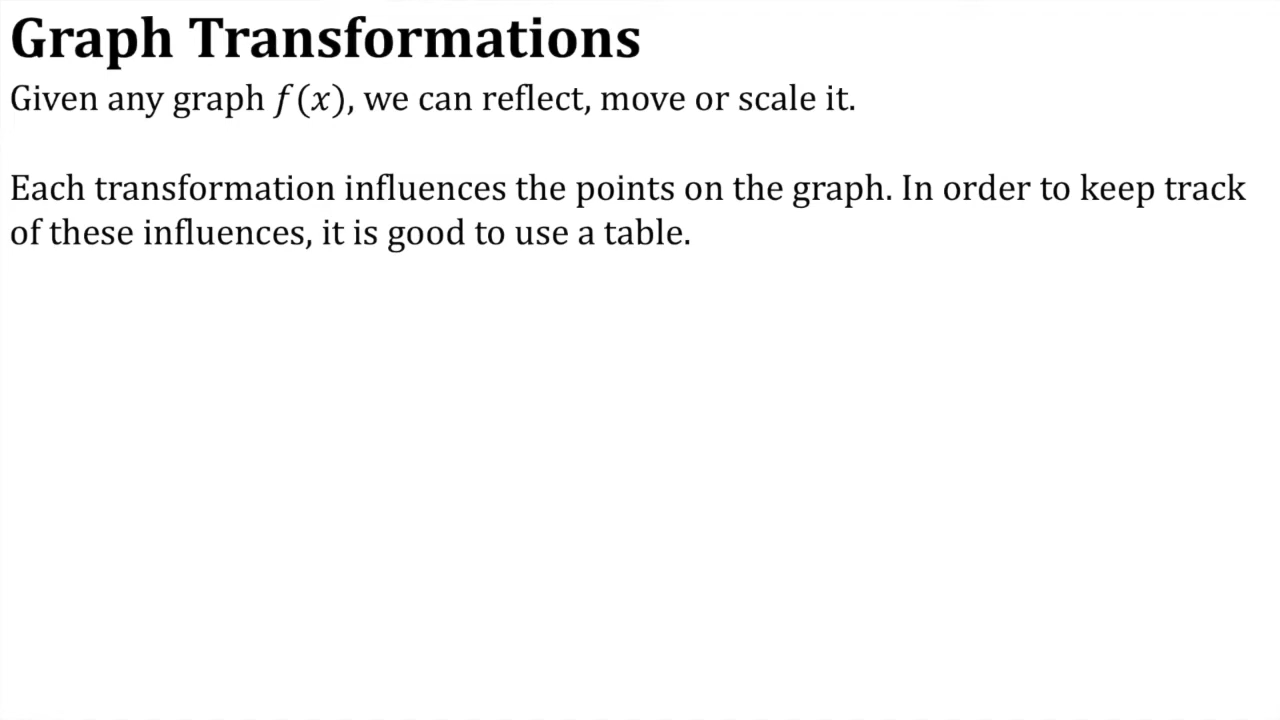 Graph Transformations
Given any graph f(x), we can reflect, move or scale it.
Each transformation influences the points on the graph. In order to keep track
of these influences, it is good to use a table.